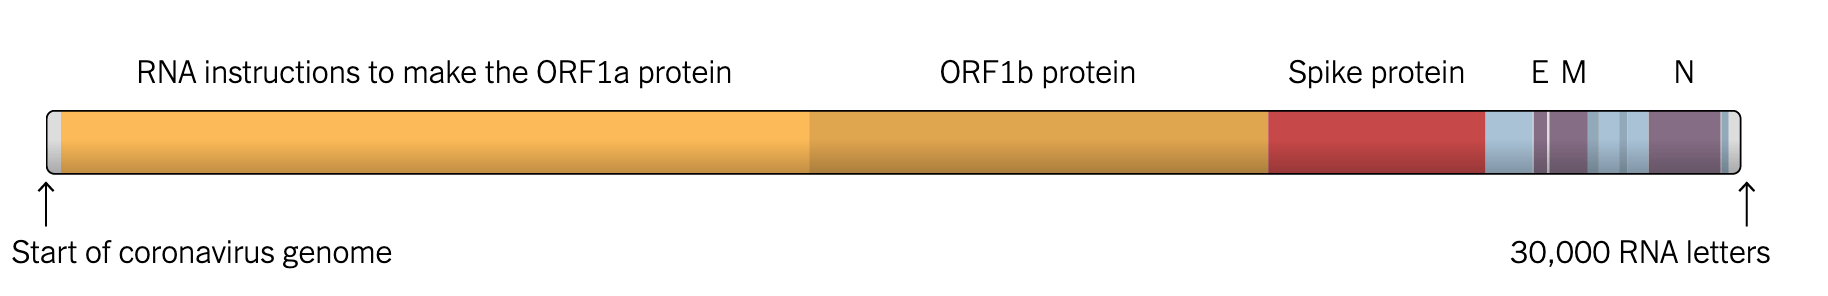 RNA instructions to make the ORF1a protein
ORF1b protein
Spike protein
E M
N
Start of coronavirus genome
30,000 RNA letters